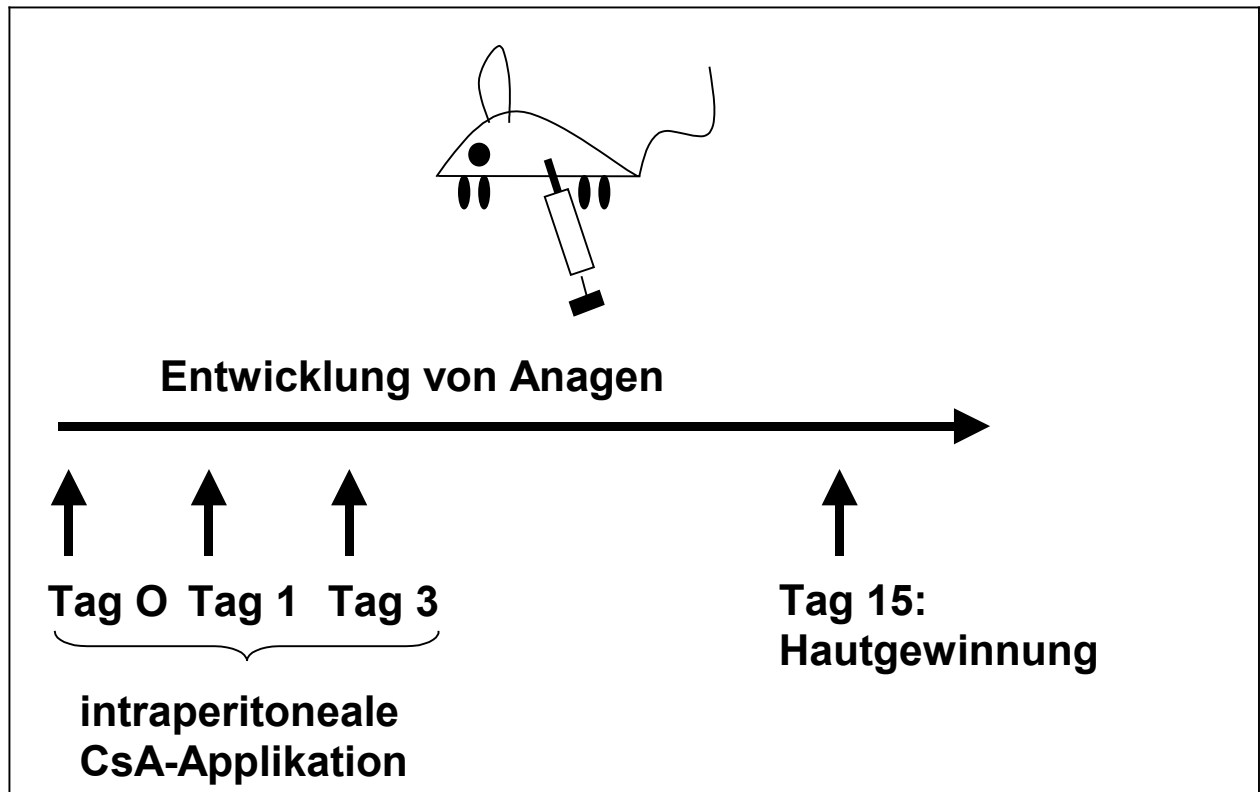 Entwicklung von Anagen
Tag O Tag 1 Tag 3
Tag 15:
Hautgewinnung
intraperitoneale
CsA-Applikation